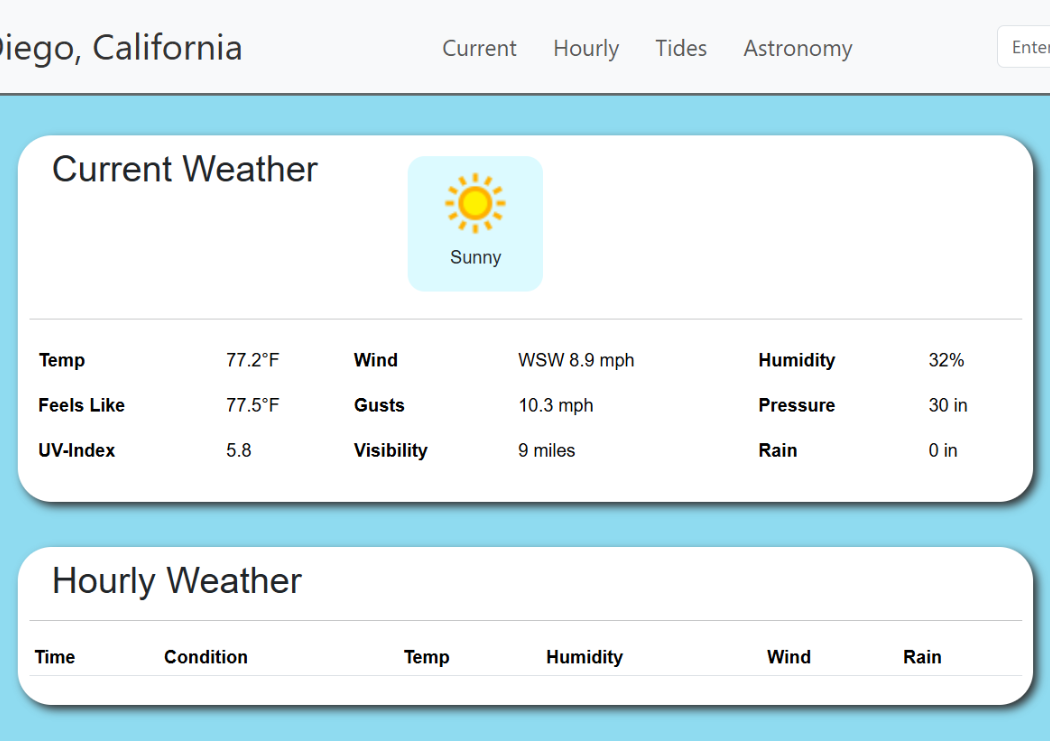 Diego, California Current Hourly Tides Astronomy Enter
Current Weather
Sunny
Temp 77.2°F Wind WSW 8.9 mph Humidity 32%
Feels Like 77.5°F Gusts 10.3 mph Pressure 30 in
UV-Index 5.8 Visibility 9 miles Rain 0 in
Hourly Weather
Time Condition Temp Humidity Wind Rain